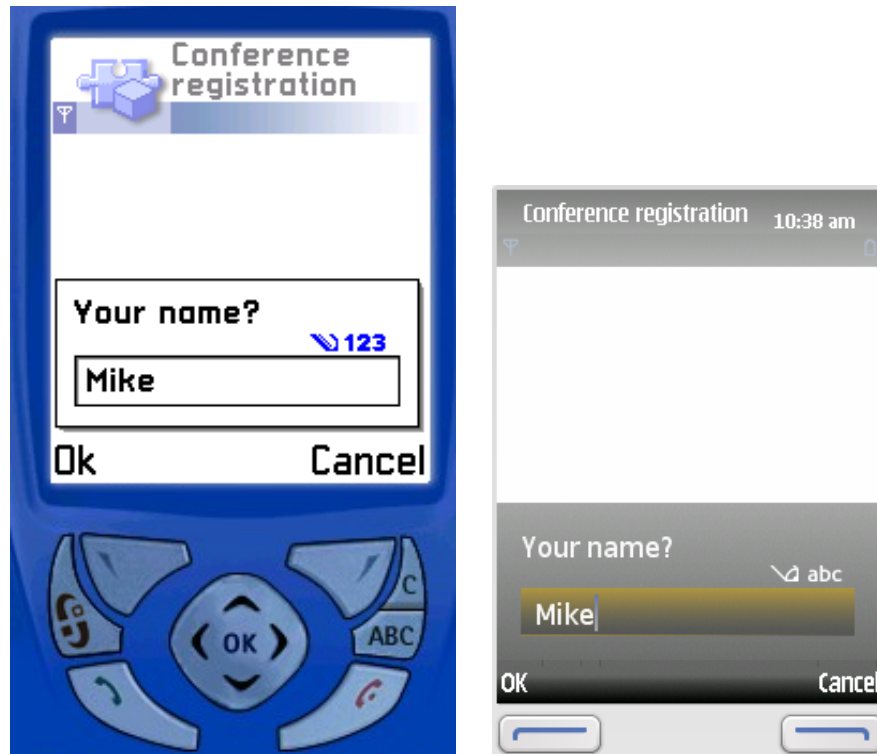 Conference
registration
Your name?
123
Mike
Ok Cancel
C
ABC
OK
Conference registration 10:38 am
Your name?
abc
Mike
OK Cancel